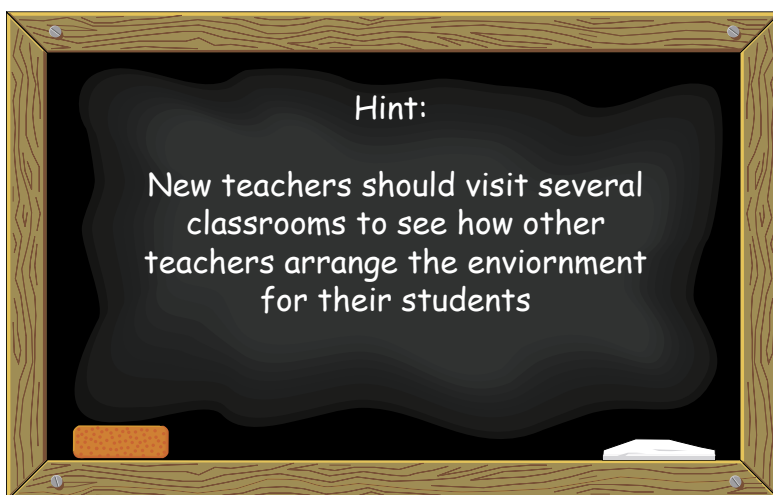 Hint:
New teachers should visit several
classrooms to see how other
teachers arrange the enviornment
for their students